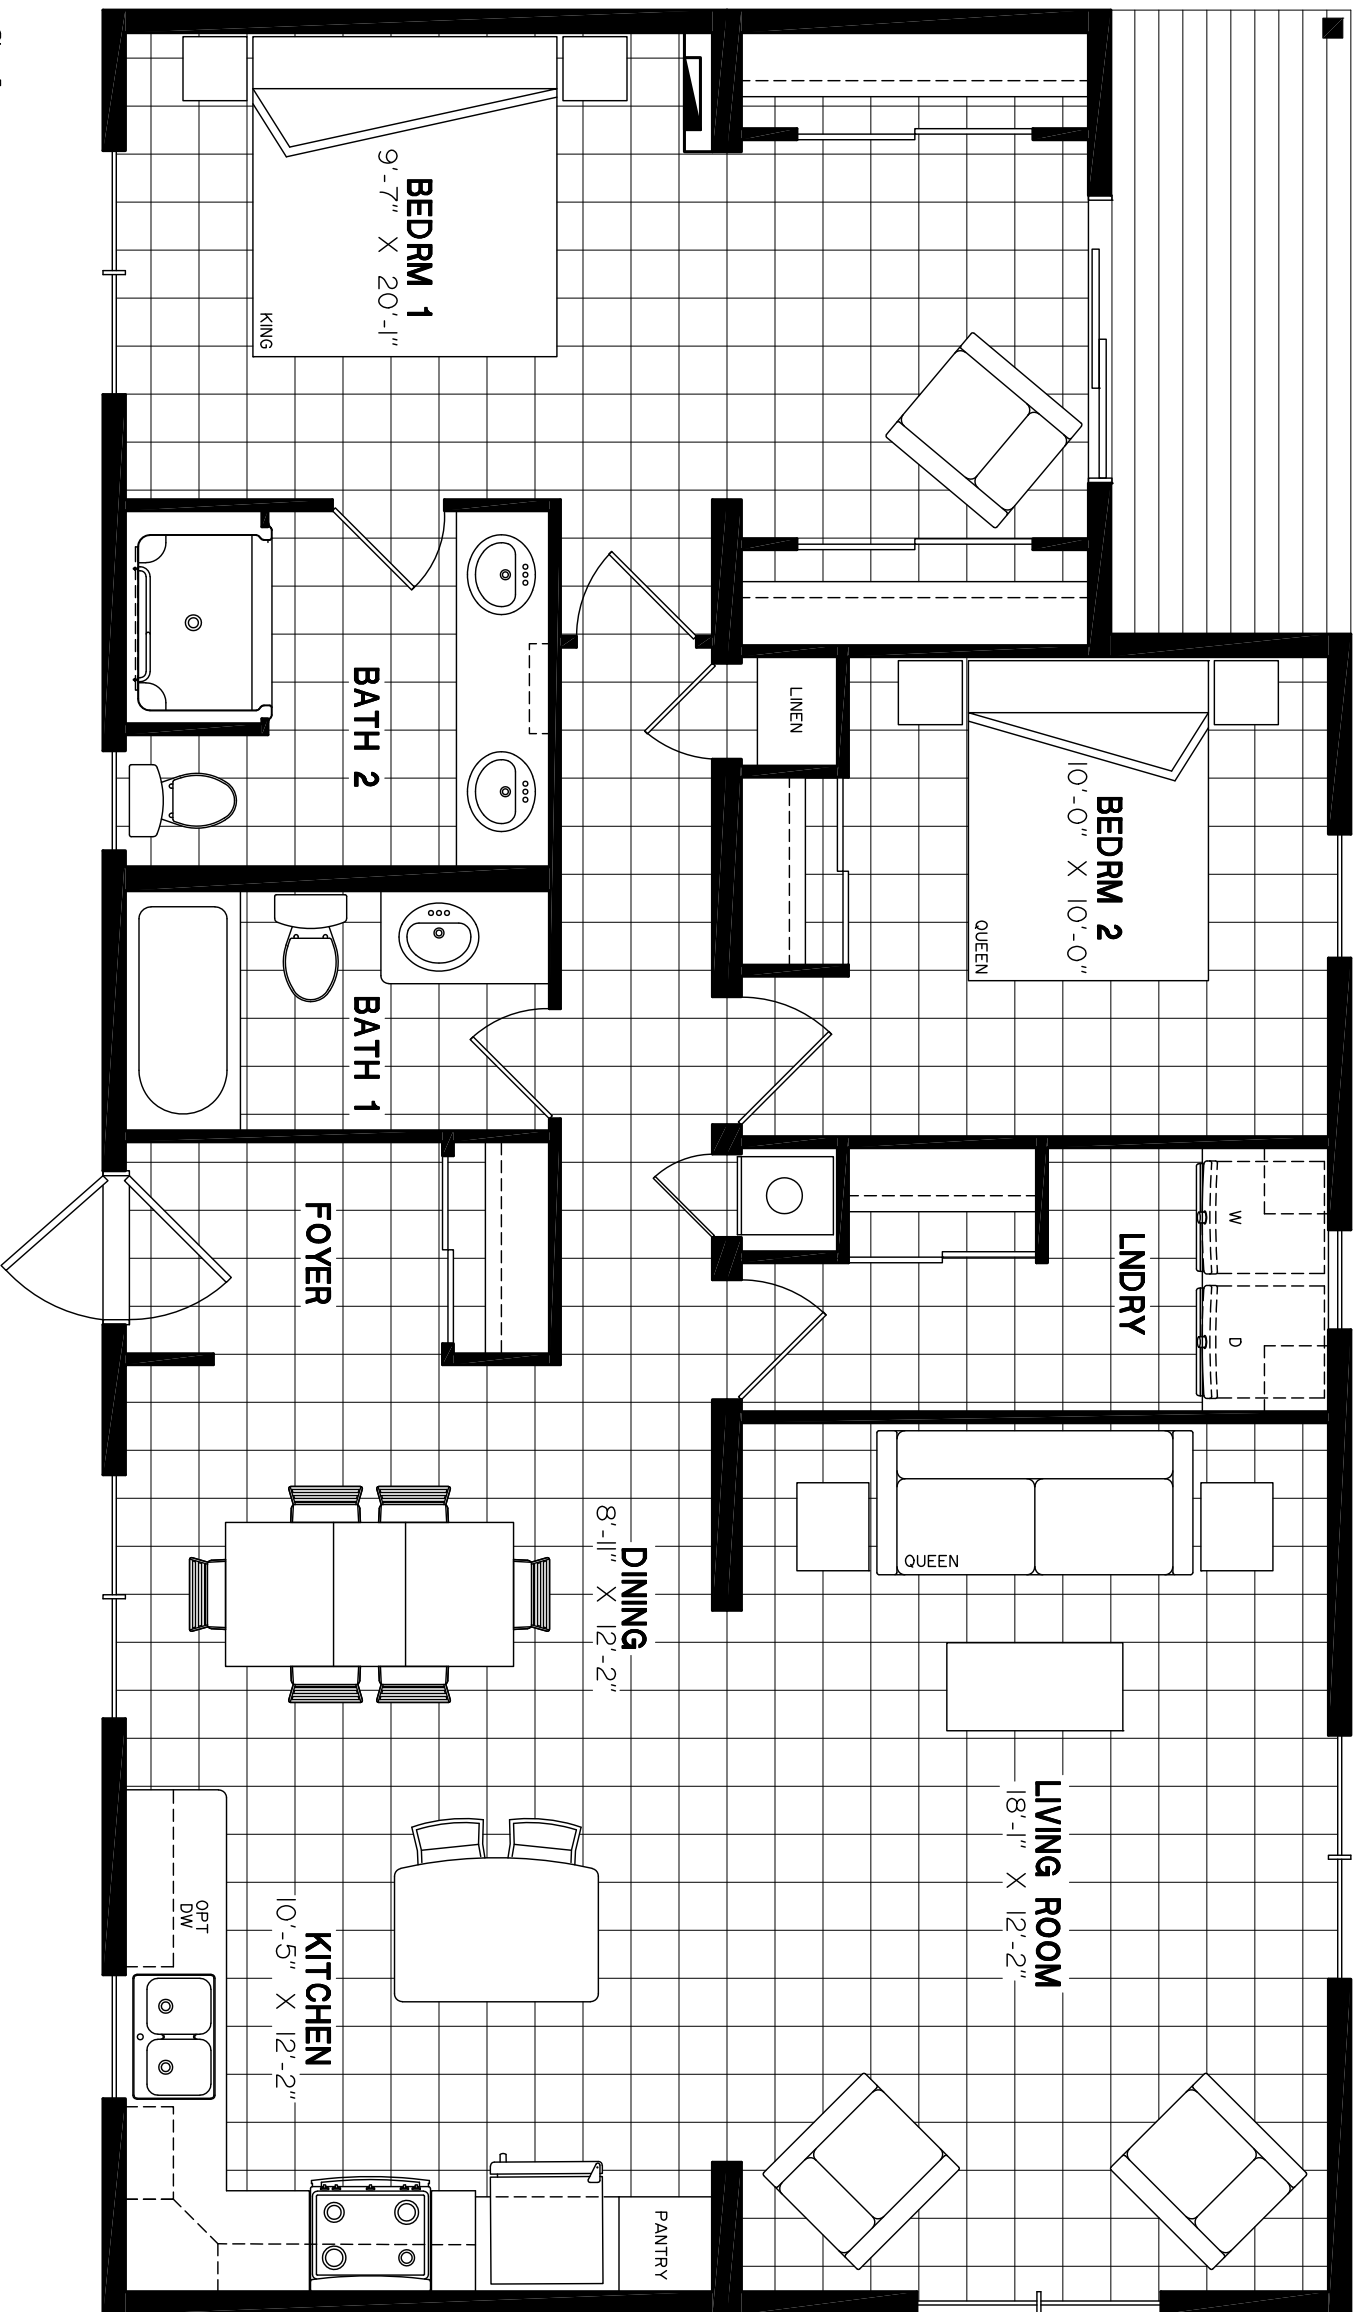 BEDRM 1
9'-7" X 20'-1"
KING
BATH 2
LINEN
BEDRM 2
10'-0" X 10'-0"
QUEEN
BATH 1
FOYER
LNDRY
W
D
DINING
8'-11" X 12'-2"
QUEEN
LIVING ROOM
18'-1" X 12'-2"
OPT
DW
KITCHEN
10'-5" X 12'-2"
PANTRY